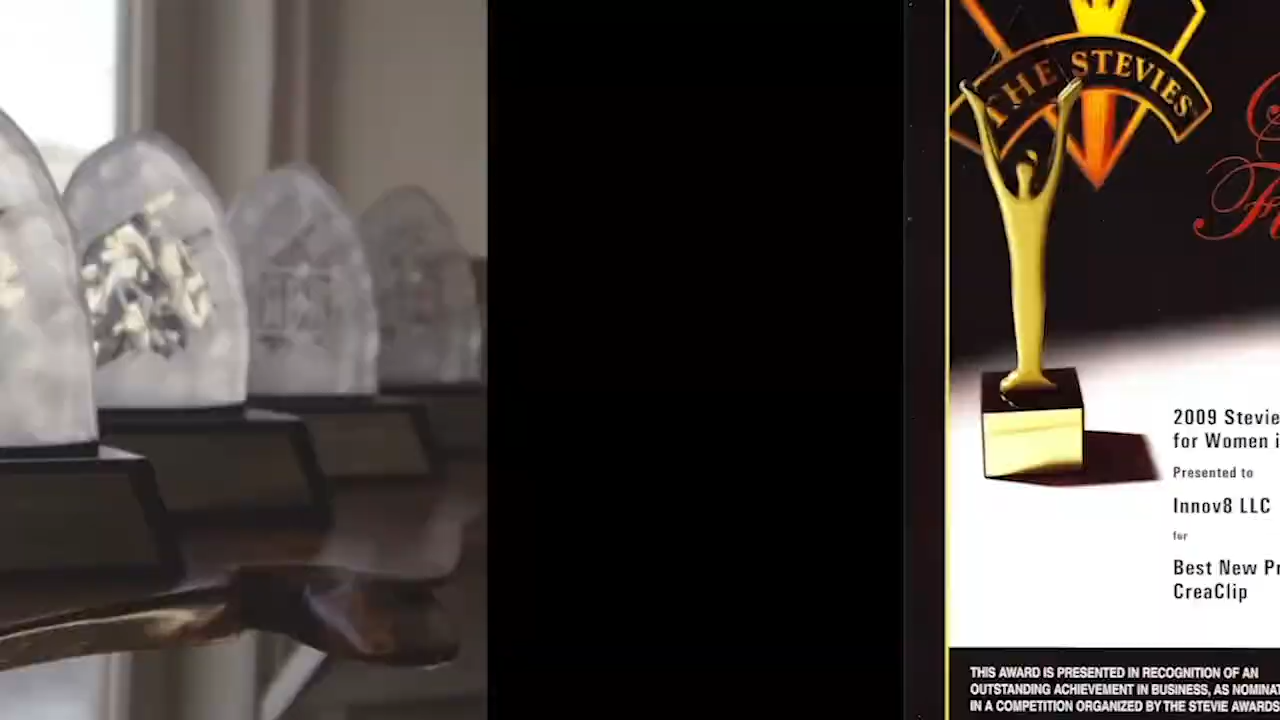 THE STEVIES
2009 Stevie
for Women i
Presented to
Innov8 LLC
for
Best New Pr
CreaClip
THIS AWARD IS PRESENTED IN RECOGNITION OF AN
OUTSTANDING ACHIEVEMENT IN BUSINESS, AS NOMINAT
IN A COMPETITION ORGANIZED BY THE STEVIE AWARDS